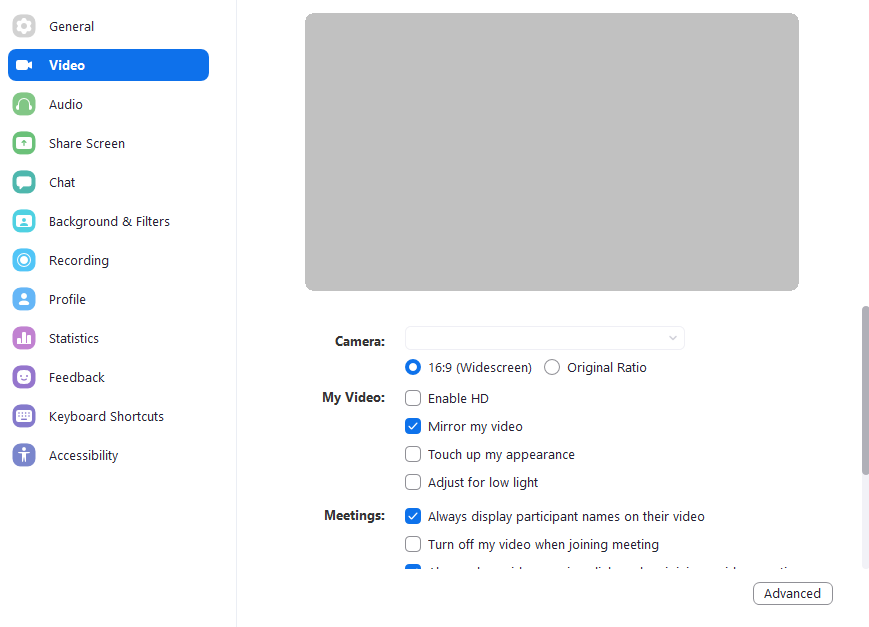 General
Video
Audio
Share Screen
Chat
Background & Filters
Recording
Profile
Statistics
Feedback
Keyboard Shortcuts
Accessibility
Camera:
16:9 (Widescreen) Original Ratio
My Video: Enable HD
Mirror my video
Touch up my appearance
Adjust for low light
Meetings: Always display participant names on their video
Turn off my video when joining meeting
Advanced